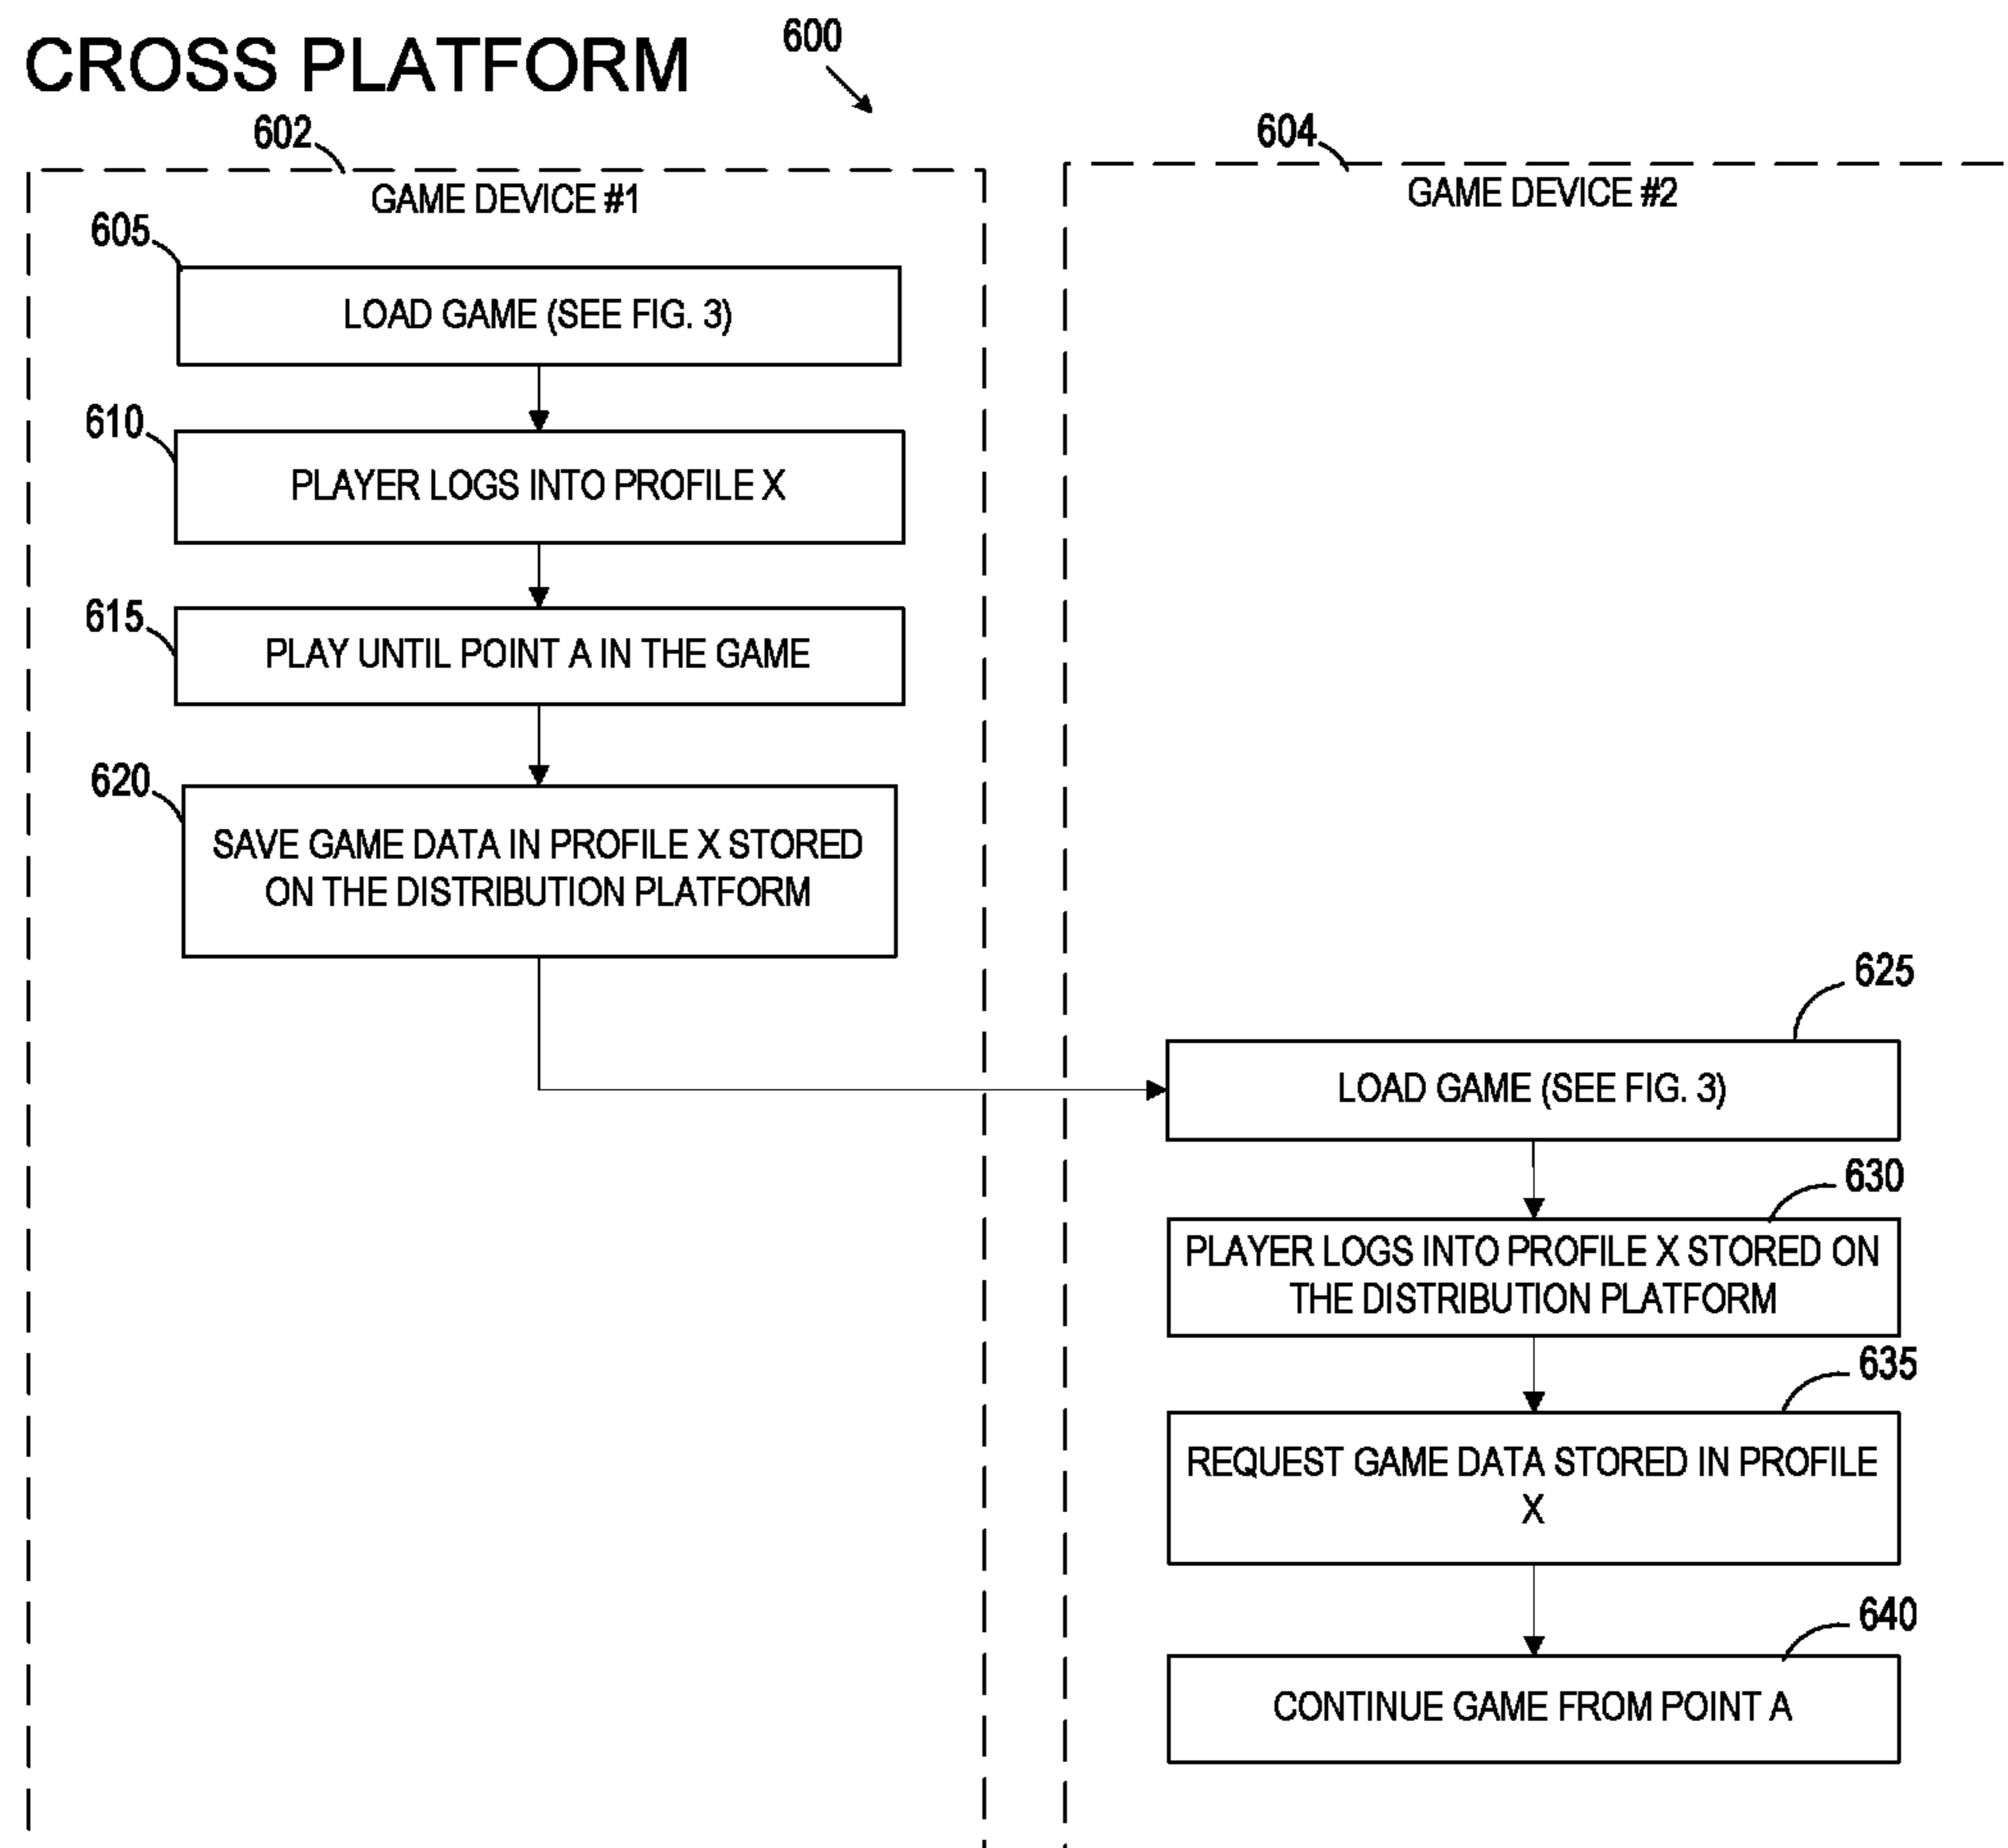 CROSS PLATFORM
600
602
GAME DEVICE #1
605
LOAD GAME (SEE FIG. 3)
610
PLAYER LOGS INTO PROFILE X
615
PLAY UNTIL POINT A IN THE GAME
620
SAVE GAME DATA IN PROFILE X STORED
ON THE DISTRIBUTION PLATFORM
604
GAME DEVICE #2
625
LOAD GAME (SEE FIG. 3)
630
PLAYER LOGS INTO PROFILE X STORED ON
THE DISTRIBUTION PLATFORM
635
REQUEST GAME DATA STORED IN PROFILE
X
640
CONTINUE GAME FROM POINT A